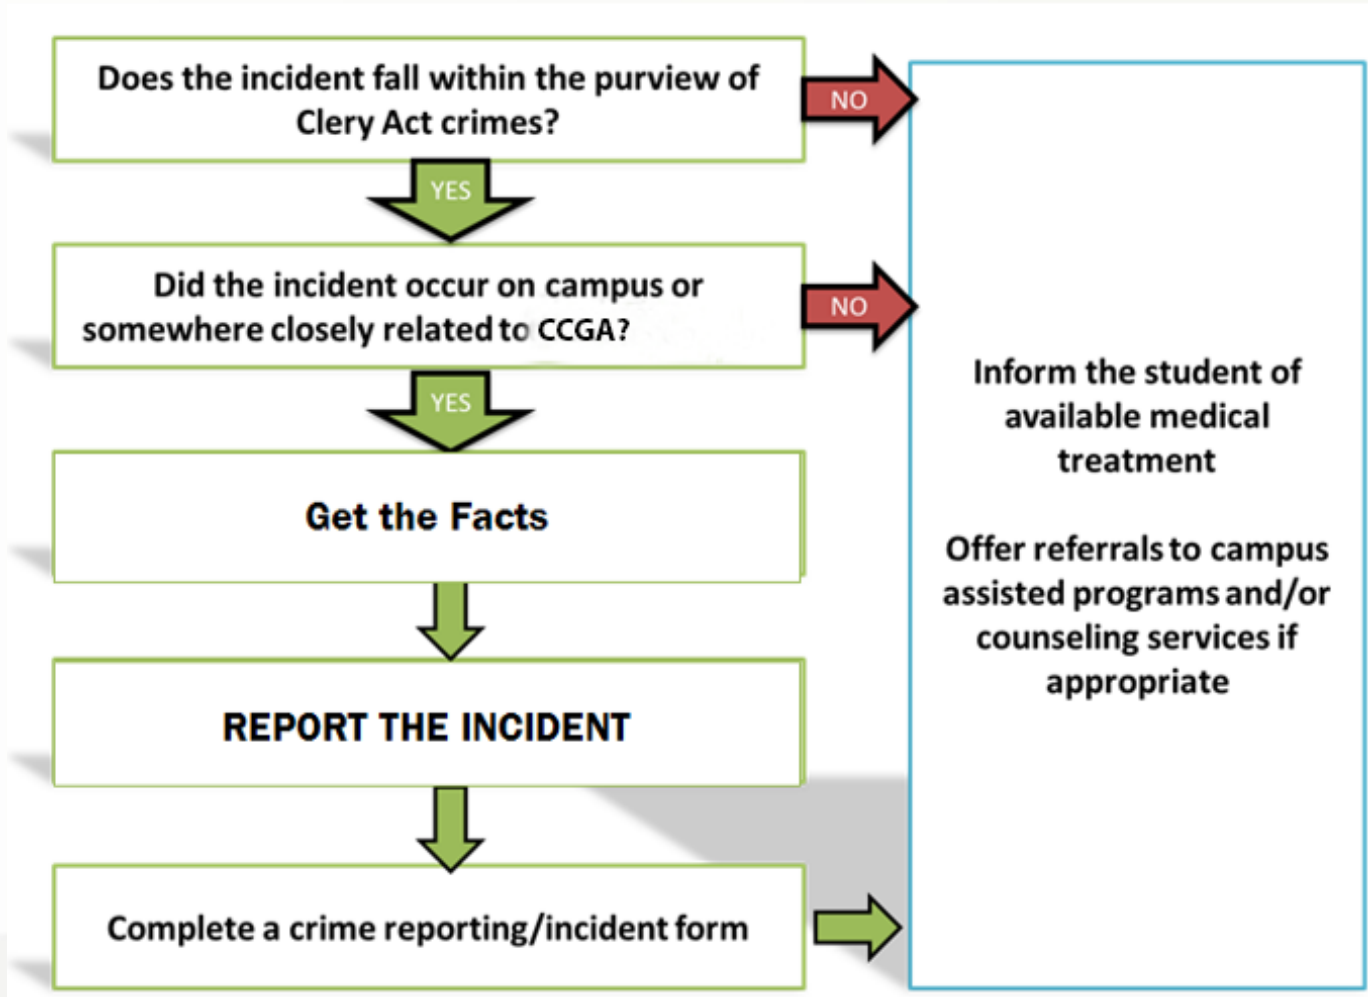 Does the incident fall within the purview of
Clery Act crimes?
NO
YES
Did the incident occur on campus or
somewhere closely related to CCGA?
NO
YES
Get the Facts
REPORT THE INCIDENT
Complete a crime reporting/incident form
Inform the student of
available medical
treatment
Offer referrals to campus
assisted programs and/or
counseling services if
appropriate